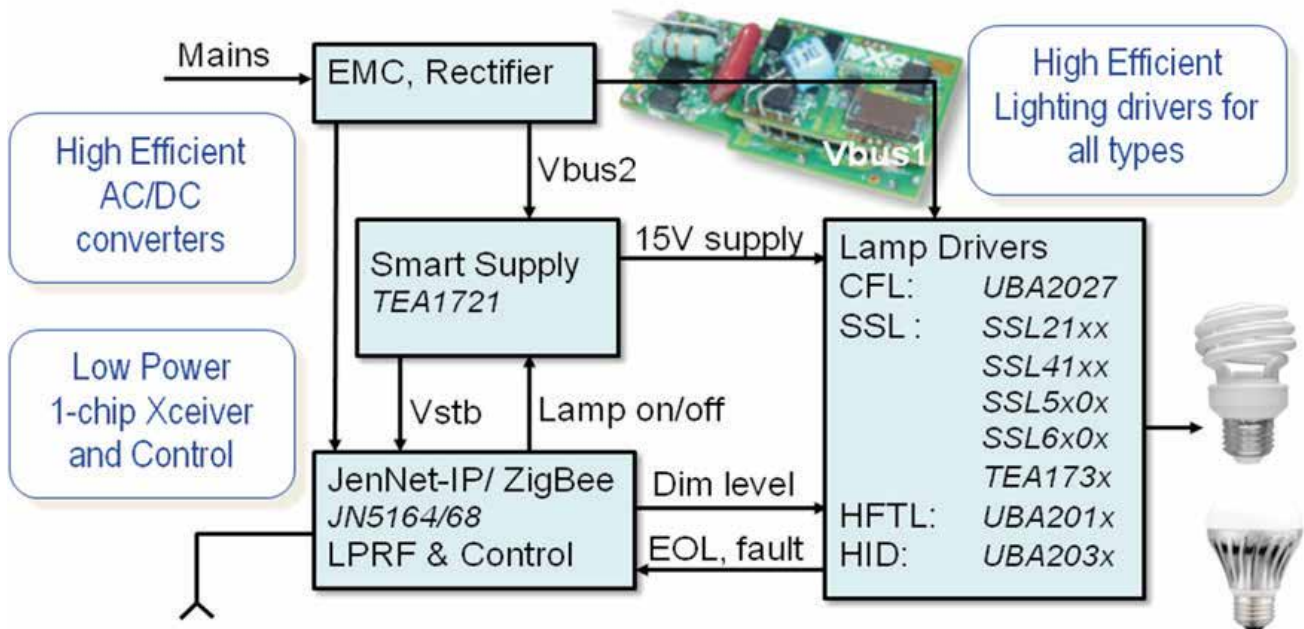 Mains
EMC, Rectifier
NXP
High Efficient
Lighting drivers for
all types
High Efficient
AC/DC
converters
Vbus2
Vbus1
Smart Supply
TEA1721
15V supply
Lamp Drivers
CFL: UBA2027
SSL : SSL21xx
SSL41xx
SSL5x0x
SSL6x0x
TEA173x
HFTL: UBA201x
HID: UBA203x
Low Power
1-chip Xceiver
and Control
Vstb
Lamp on/off
JenNet-IP/ ZigBee
JN5164/68
LPRF & Control
Dim level
EOL, fault